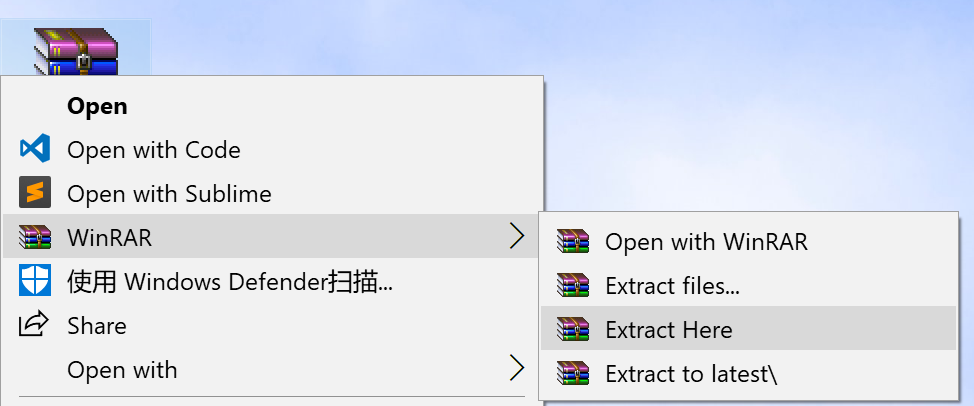 Open
Open with Code
Open with Sublime
WinRAR
使用 Windows Defender扫描...
Share
Open with
Open with WinRAR
Extract files...
Extract Here
Extract to latest\